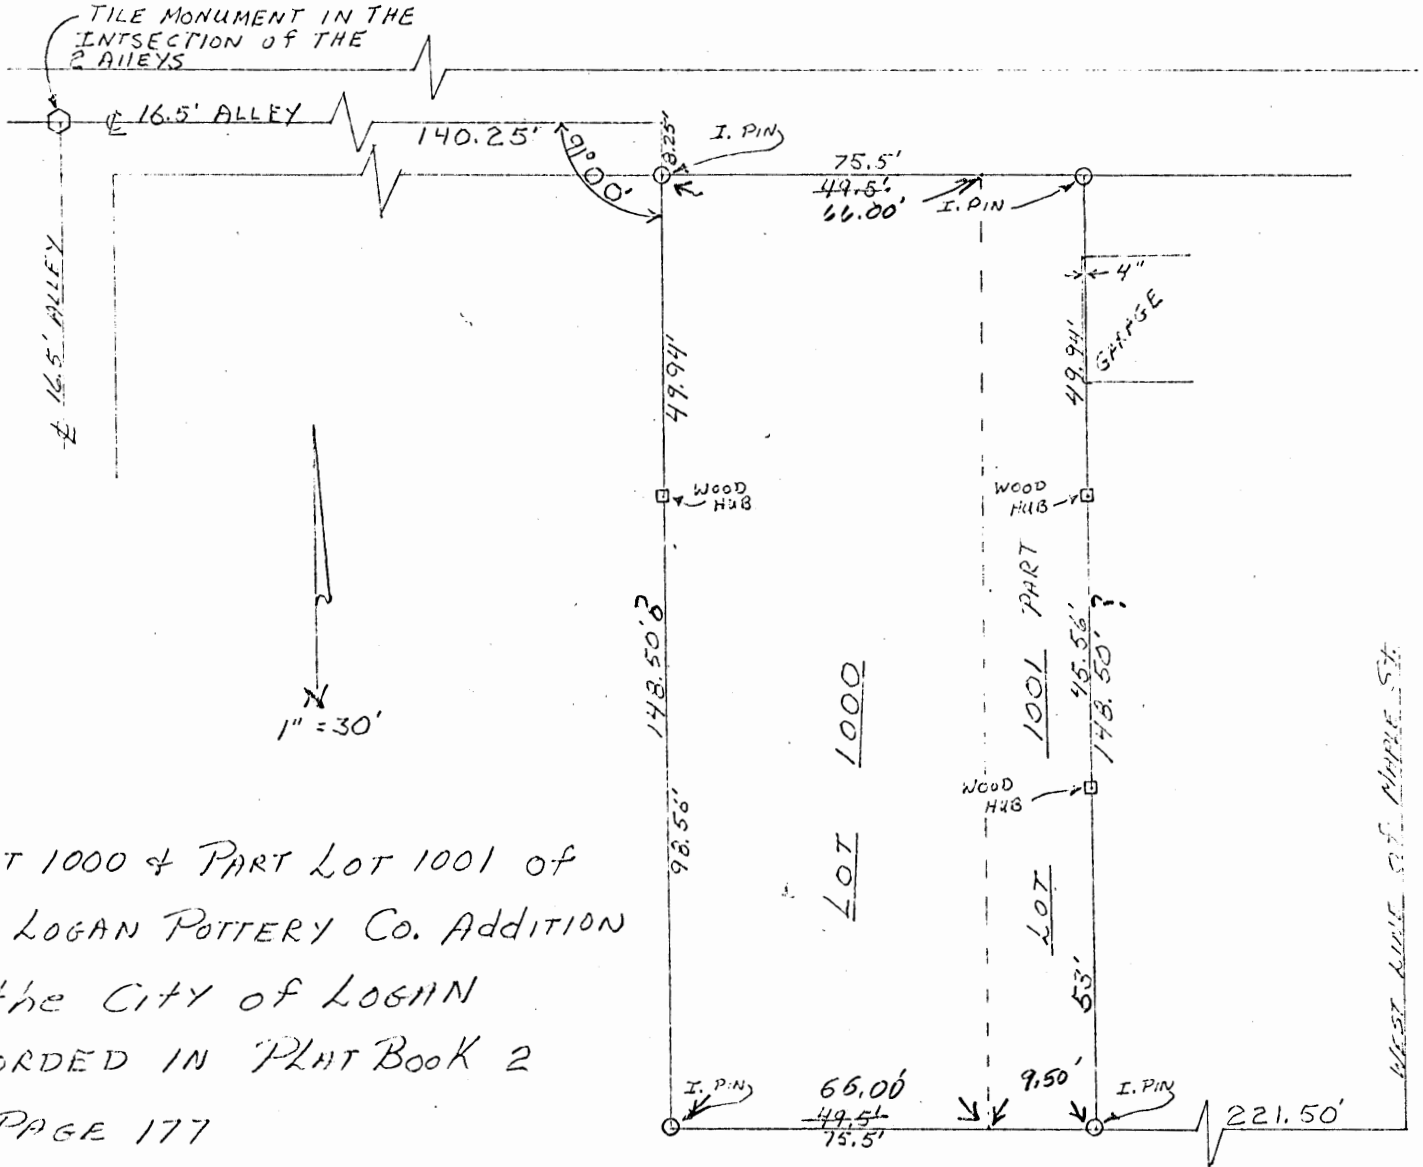 TILE MONUMENT IN THE
INTSECTION of THE
2 AllEYS
℄ 16.5' ALLEY
140.25'
91°00'
8.25'
I. PIN
75.5'
49.5'
66.00'
I. PIN
℄ 16.5' ALLEY
4"
GARAGE
49.94'
49.94'
WOOD
HUB
WOOD
HUB
N
1" = 30'
148.50'?
98.56'
LOT 1000
LOT 1001 PART
45.56'
148.50'?
WOOD
HUB
53'
WEST LINE OF MAPLE ST.
T 1000 & PART LOT 1001 of
LOGAN POTTERY Co. AddITION
the CITY of LOGAN
ORDED IN PLAT BOOK 2
PAGE 177
I. PIN
66.00'
49.5'
75.5'
9.50'
I. PIN
221.50'